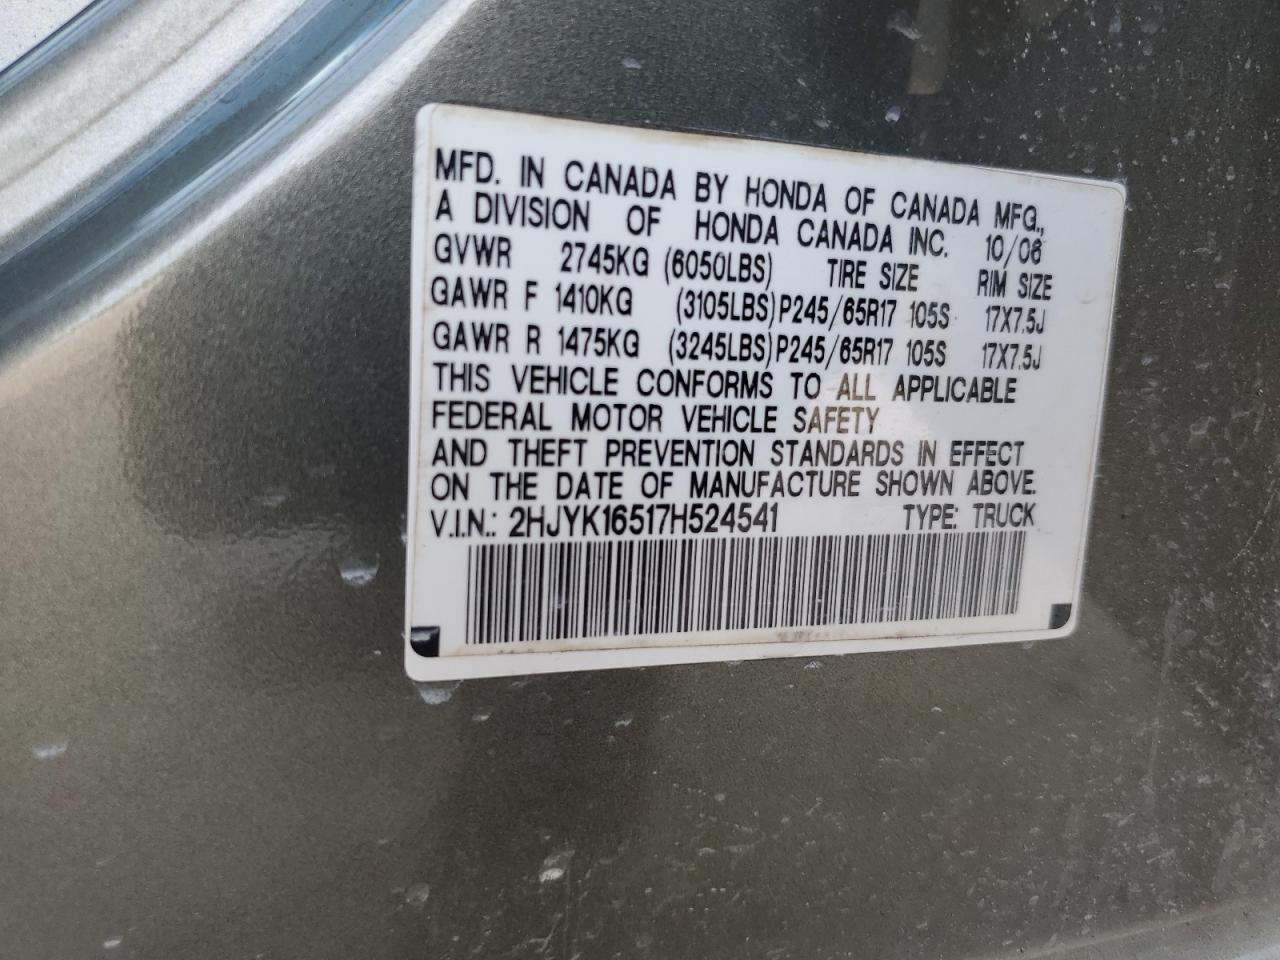 MFD. IN CANADA BY HONDA OF CANADA MFG.,
A DIVISION OF HONDA CANADA INC. 10/06
GVWR 2745KG (6050LBS) TIRE SIZE RIM SIZE
GAWR F 1410KG (3105LBS) P245/65R17 105S 17X7.5J
GAWR R 1475KG (3245LBS) P245/65R17 105S 17X7.5J
THIS VEHICLE CONFORMS TO ALL APPLICABLE
FEDERAL MOTOR VEHICLE SAFETY
AND THEFT PREVENTION STANDARDS IN EFFECT
ON THE DATE OF MANUFACTURE SHOWN ABOVE.
V.I.N.: 2HJYK16517H524541 TYPE: TRUCK